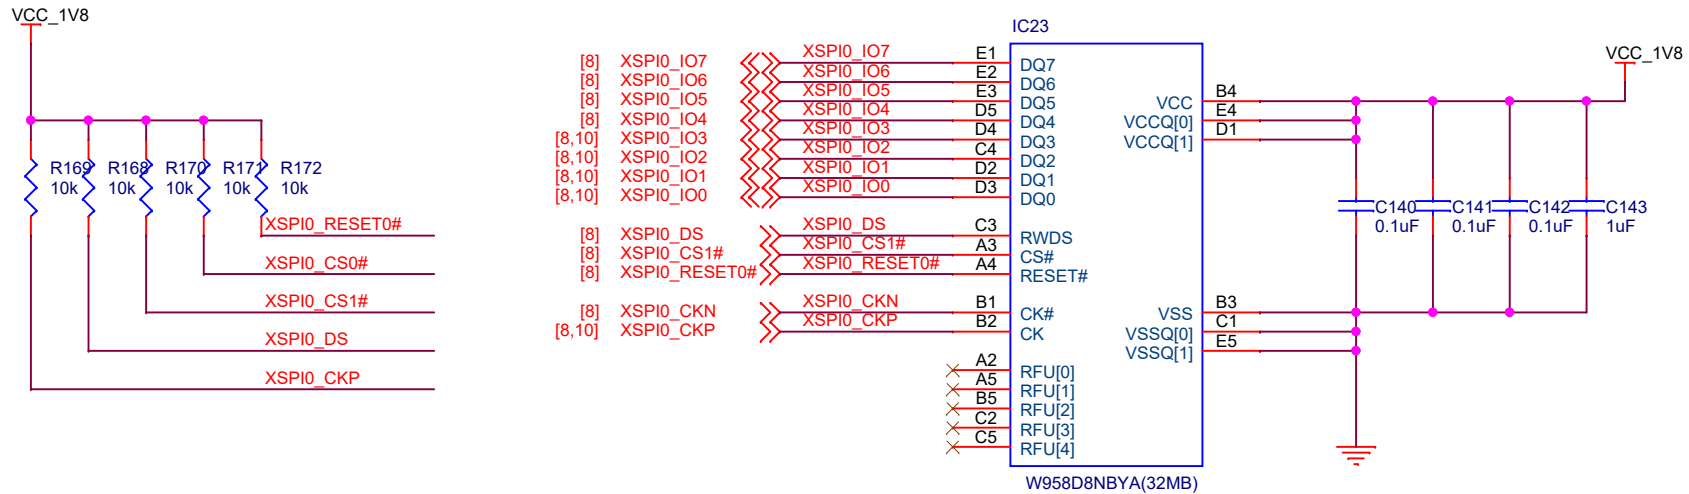 VCC_1V8
R169
10k
R168
10k
R170
10k
R171
10k
R172
10k
XSPI0_RESET0#
XSPI0_CS0#
XSPI0_CS1#
XSPI0_DS
XSPI0_CKP
[8] XSPI0_IO7 XSPI0_IO7 E1 DQ7
[8] XSPI0_IO6 XSPI0_IO6 E2 DQ6
[8] XSPI0_IO5 XSPI0_IO5 E3 DQ5
[8] XSPI0_IO4 XSPI0_IO4 D5 DQ4
[8,10] XSPI0_IO3 XSPI0_IO3 D4 DQ3
[8,10] XSPI0_IO2 XSPI0_IO2 C4 DQ2
[8,10] XSPI0_IO1 XSPI0_IO1 D2 DQ1
[8,10] XSPI0_IO0 XSPI0_IO0 D3 DQ0
[8] XSPI0_DS XSPI0_DS C3 RWDS
[8] XSPI0_CS1# XSPI0_CS1# A3 CS#
[8] XSPI0_RESET0# XSPI0_RESET0# A4 RESET#
[8] XSPI0_CKN XSPI0_CKN B1 CK#
[8,10] XSPI0_CKP XSPI0_CKP B2 CK
A2 RFU[0]
A5 RFU[1]
B5 RFU[2]
C2 RFU[3]
C5 RFU[4]
IC23
VCC B4
VCCQ[0] E4
VCCQ[1] D1
VSS B3
VSSQ[0] C1
VSSQ[1] E5
W958D8NBYA(32MB)
VCC_1V8
C140
0.1uF
C141
0.1uF
C142
0.1uF
C143
1uF